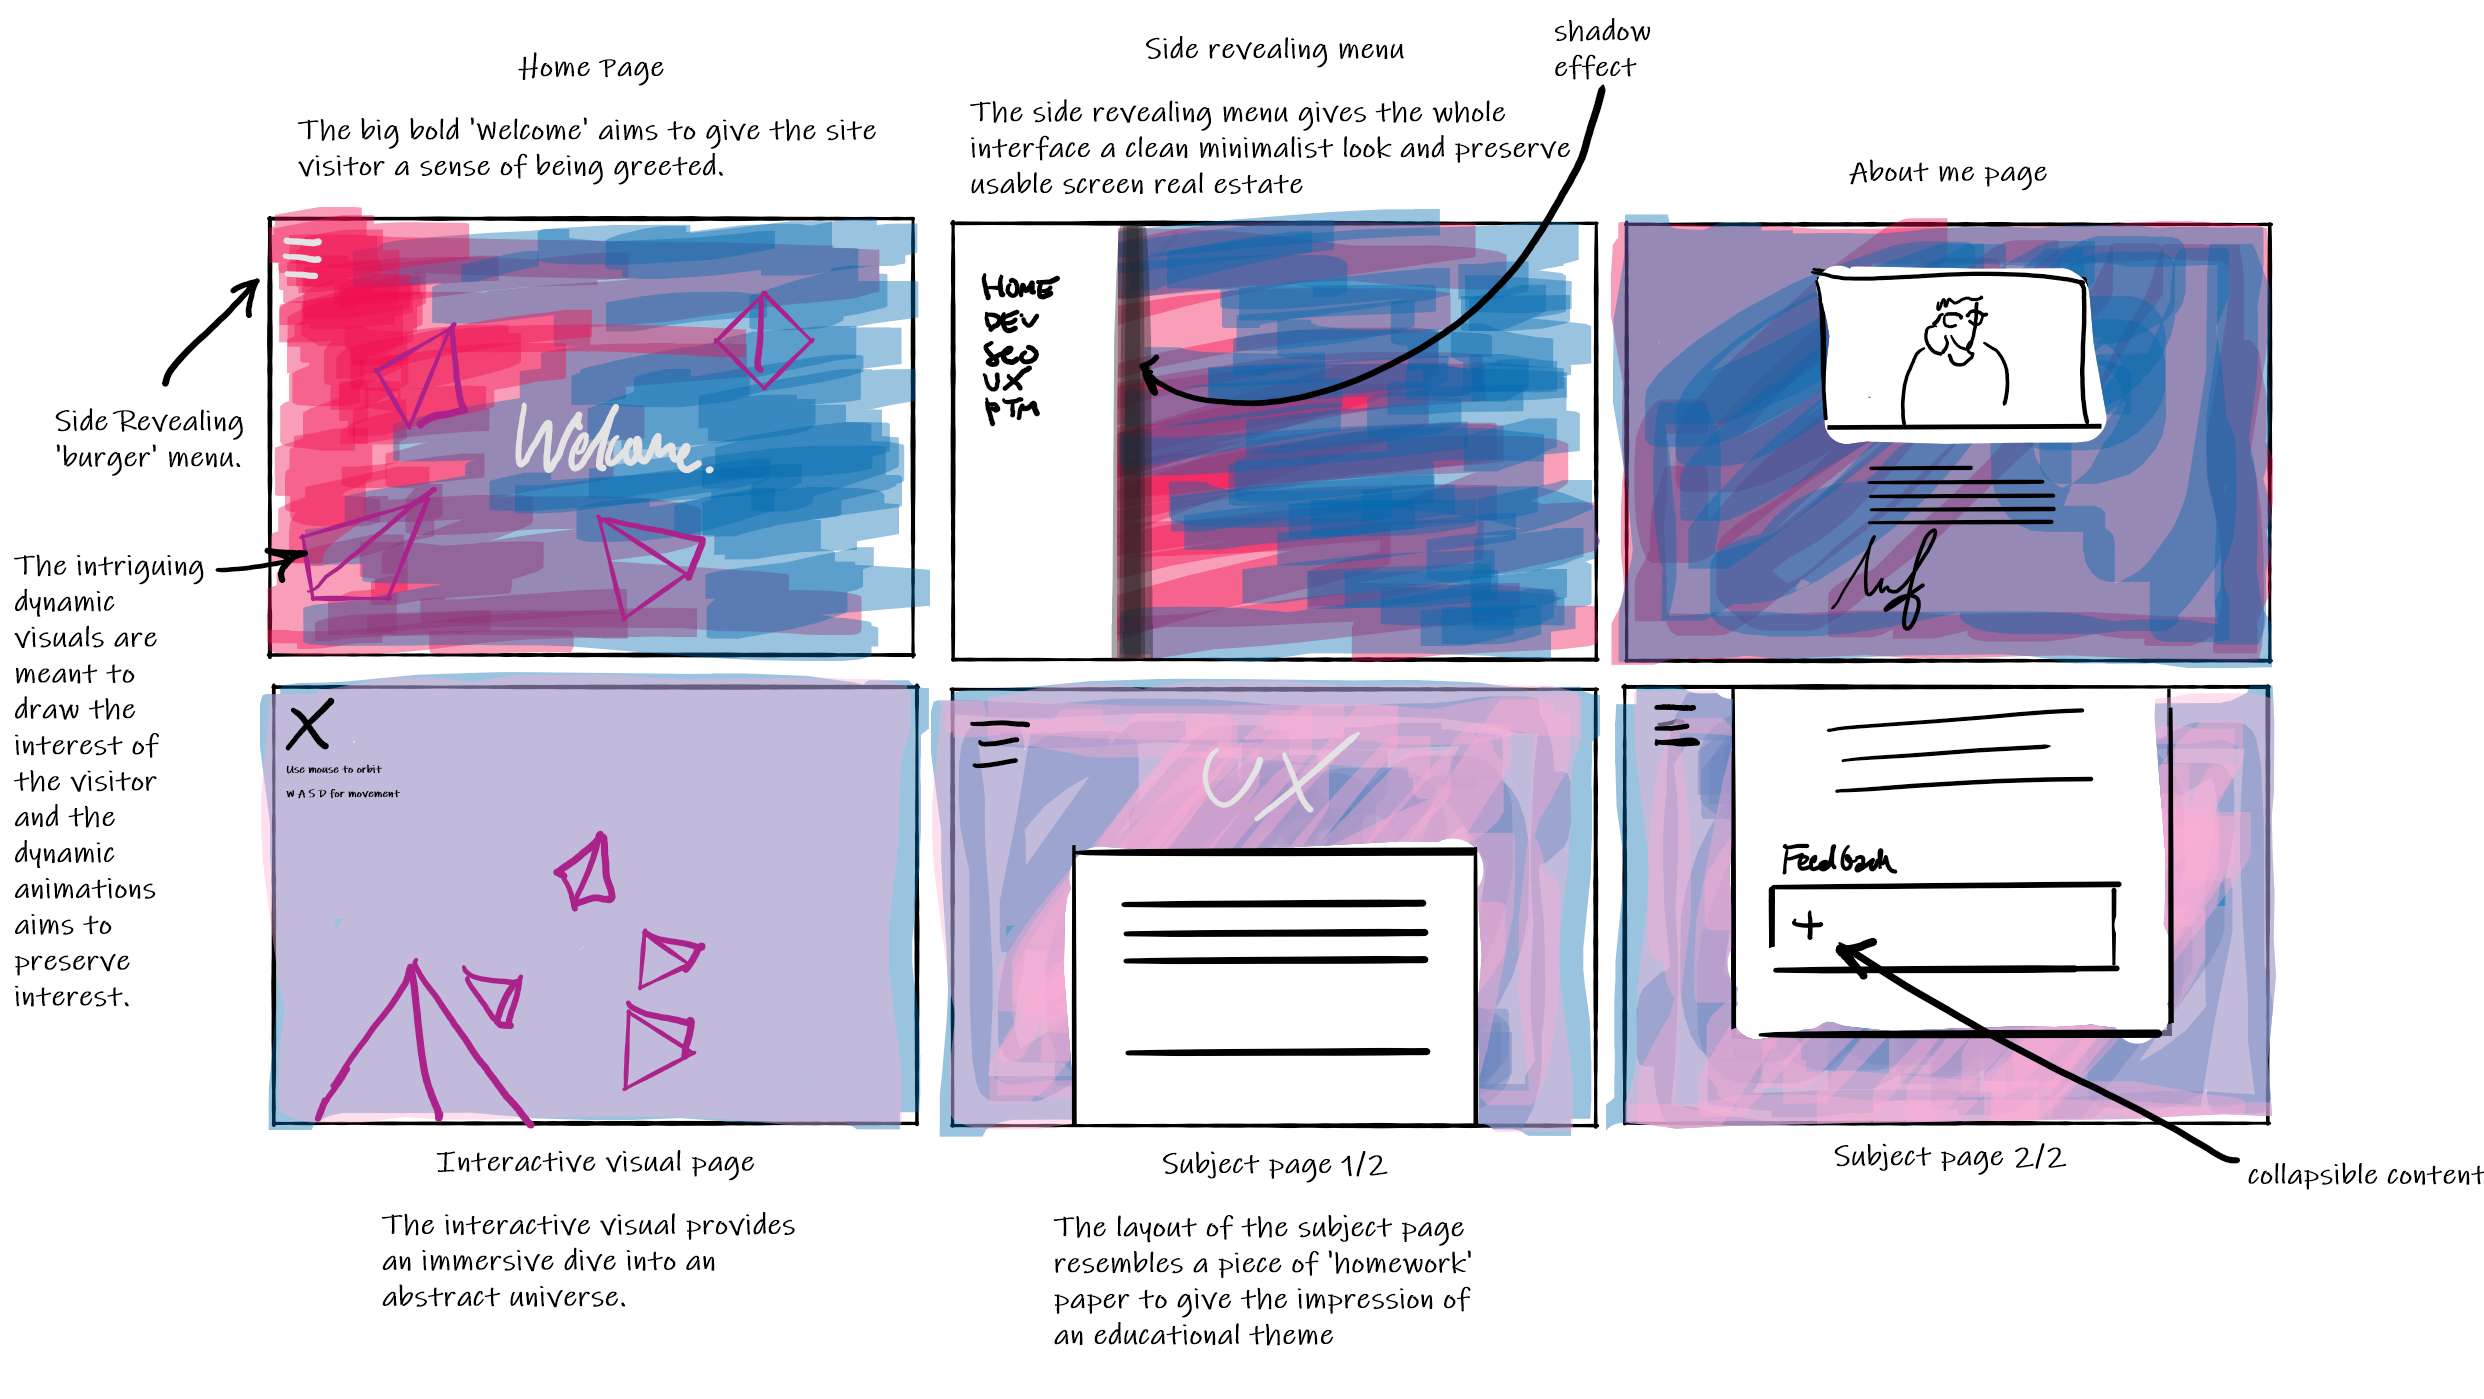 Home Page
The big bold 'Welcome' aims to give the site
visitor a sense of being greeted.
Side revealing menu
The side revealing menu gives the whole
interface a clean minimalist look and preserve
usable screen real estate
shadow
effect
About me page
Side Revealing
'burger' menu.
The intriguing
dynamic
visuals are
meant to
draw the
interest of
the visitor
and the
dynamic
animations
aims to
preserve
interest.
Welcome.
HOME
DEV
SEO
UX
PTM
Use mouse to orbit
W A S D for movement
UX
Feedback
+
Interactive visual page
The interactive visual provides
an immersive dive into an
abstract universe.
Subject page 1/2
The layout of the subject page
resembles a piece of 'homework'
paper to give the impression of
an educational theme
Subject page 2/2
collapsible content